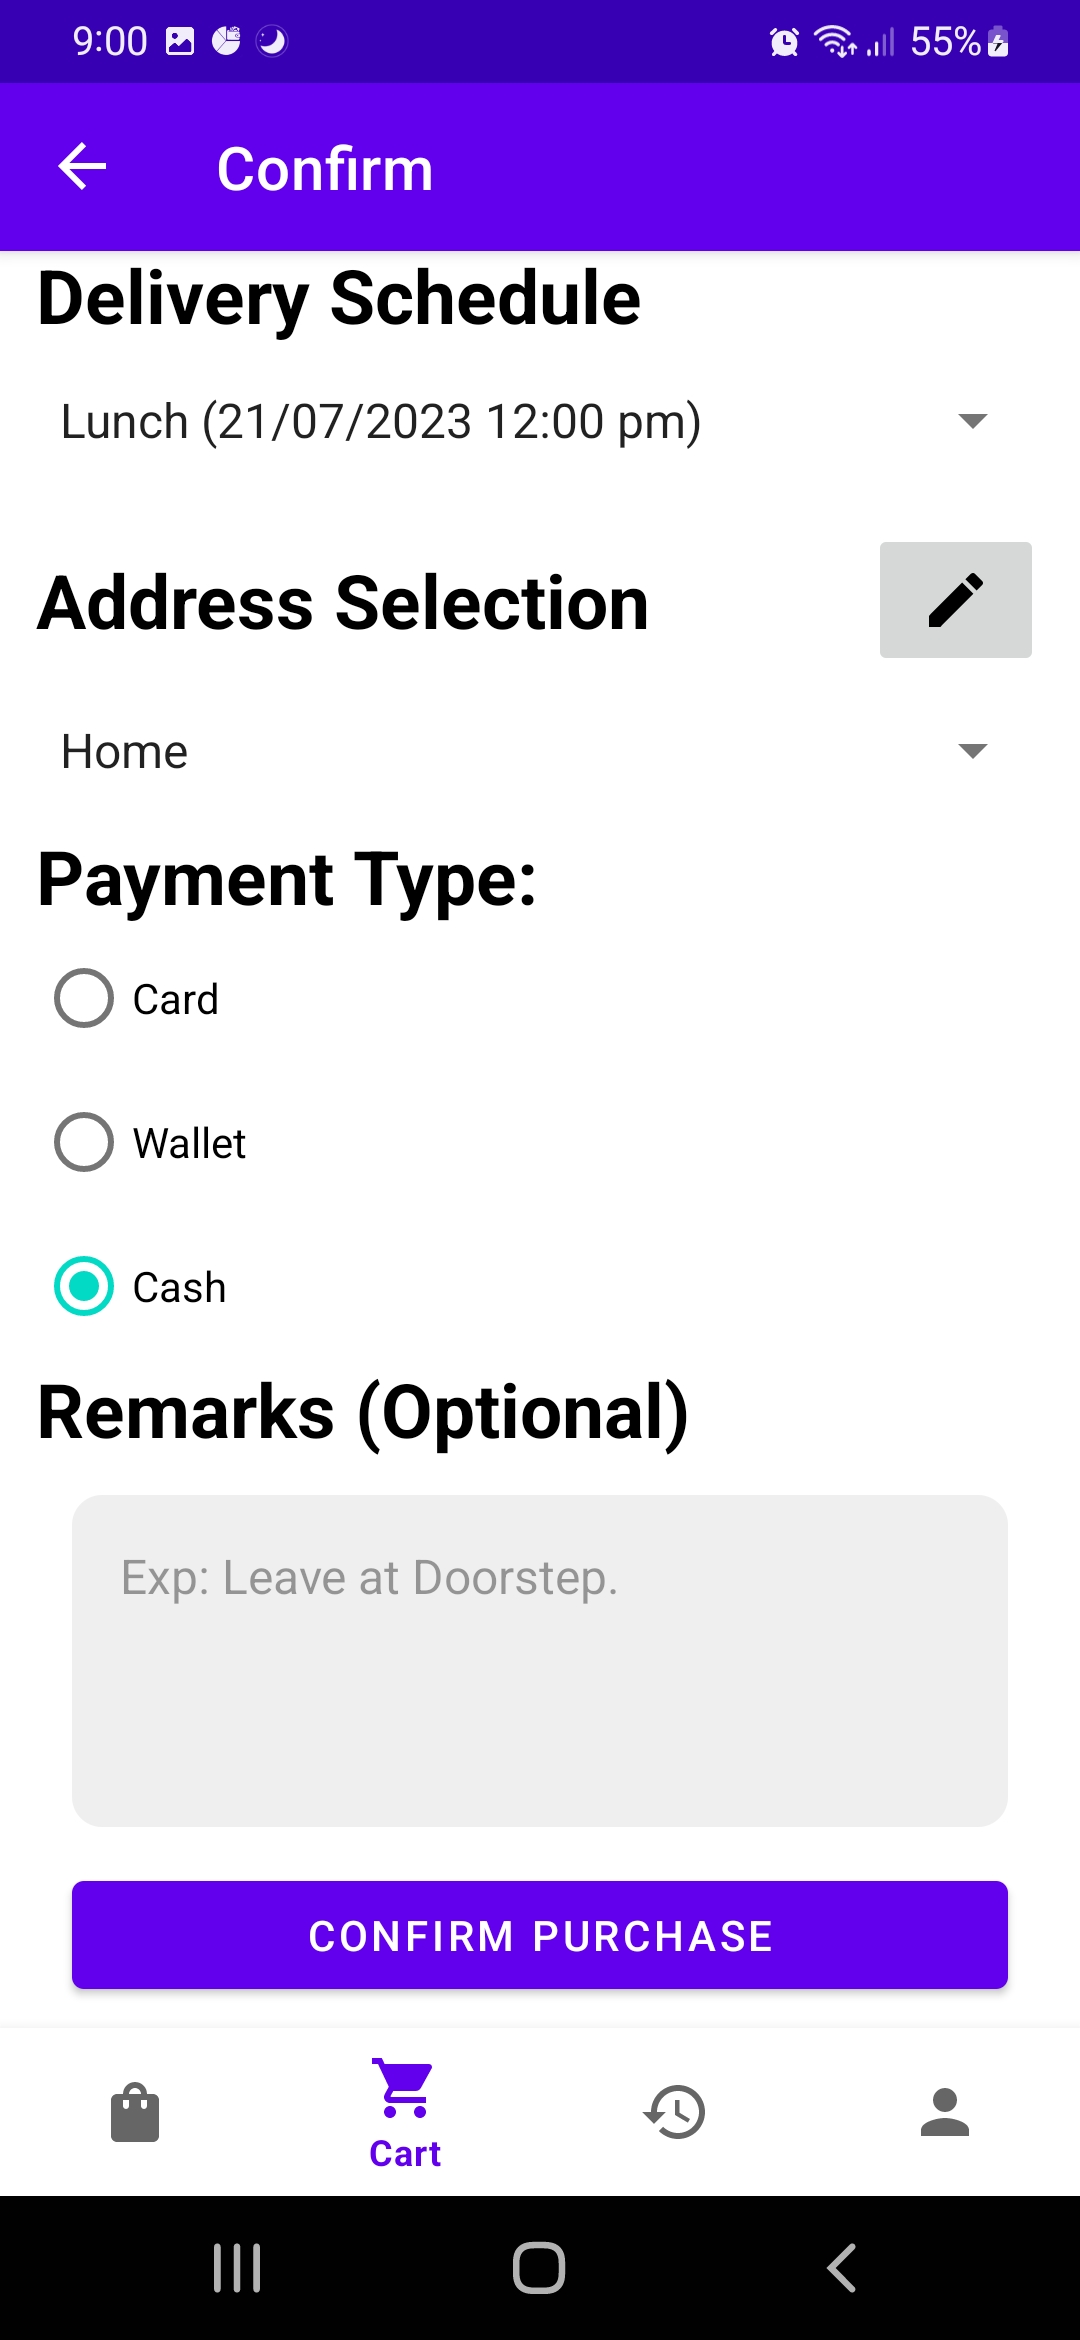 9:00 55%
Confirm
Delivery Schedule
Lunch (21/07/2023 12:00 pm)
Address Selection
Home
Payment Type:
Card
Wallet
Cash
Remarks (Optional)
Exp: Leave at Doorstep.
CONFIRM PURCHASE
Cart